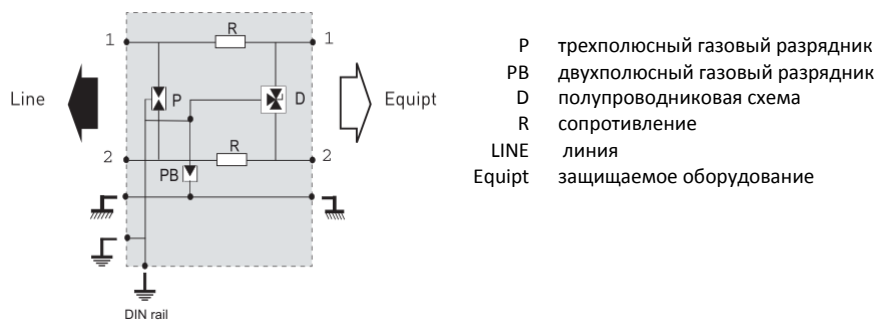 R
1
1
P трехполюсный газовый разрядник
PB двухполюсный газовый разрядник
Line
P
D
Equipt
D полупроводниковая схема
R сопротивление
R
2
2
LINE линия
PB
Equipt защищаемое оборудование
DIN rail